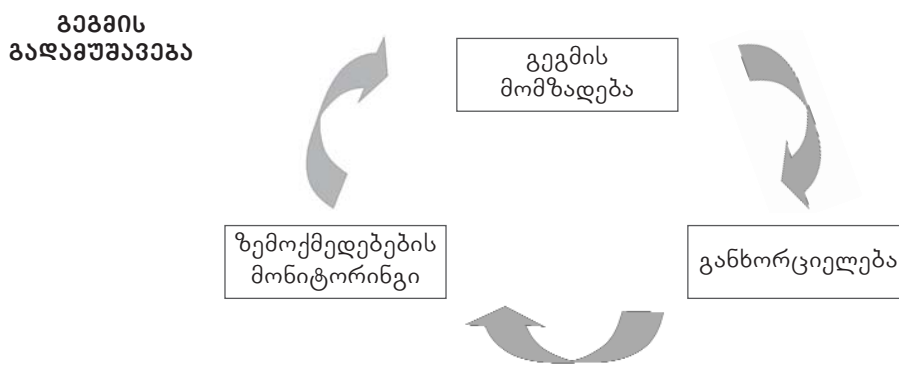 გეგმის
გადამუშავება
გეგმის
მომზადება
ზემოქმედებების
მონიტორინგი
განხორციელება